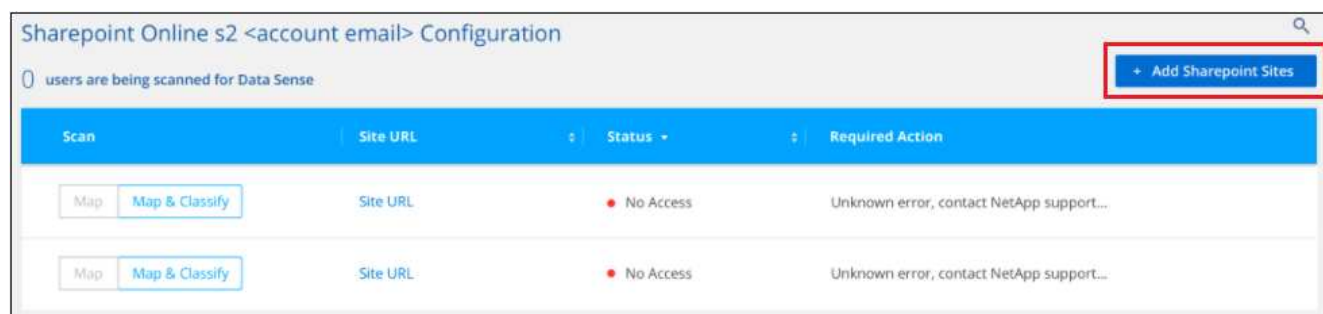 Sharepoint Online s2 <account email> Configuration
0 users are being scanned for Data Sense
+ Add Sharepoint Sites
Scan Site URL Status Required Action
Map Map & Classify Site URL No Access Unknown error, contact NetApp support...
Map Map & Classify Site URL No Access Unknown error, contact NetApp support...